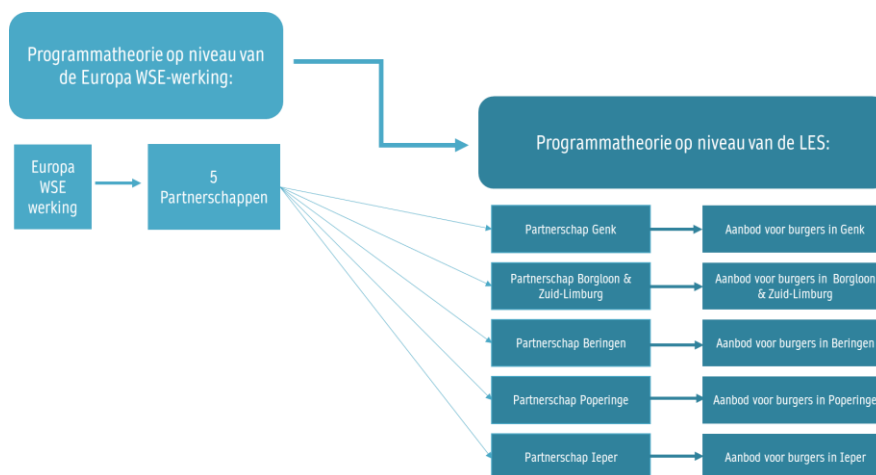 Programmatheorie op niveau van
de Europa WSE-werking:
Programmatheorie op niveau van de LES:
Europa
WSE
werking
5
Partnerschappen
Partnerschap Genk
Aanbod voor burgers in Genk
Partnerschap Borgloon &
Zuid-Limburg
Aanbod voor burgers in Borgloon
& Zuid-Limburg
Partnerschap Beringen
Aanbod voor burgers in Beringen
Partnerschap Poperinge
Aanbod voor burgers in Poperinge
Partnerschap Ieper
Aanbod voor burgers in Ieper